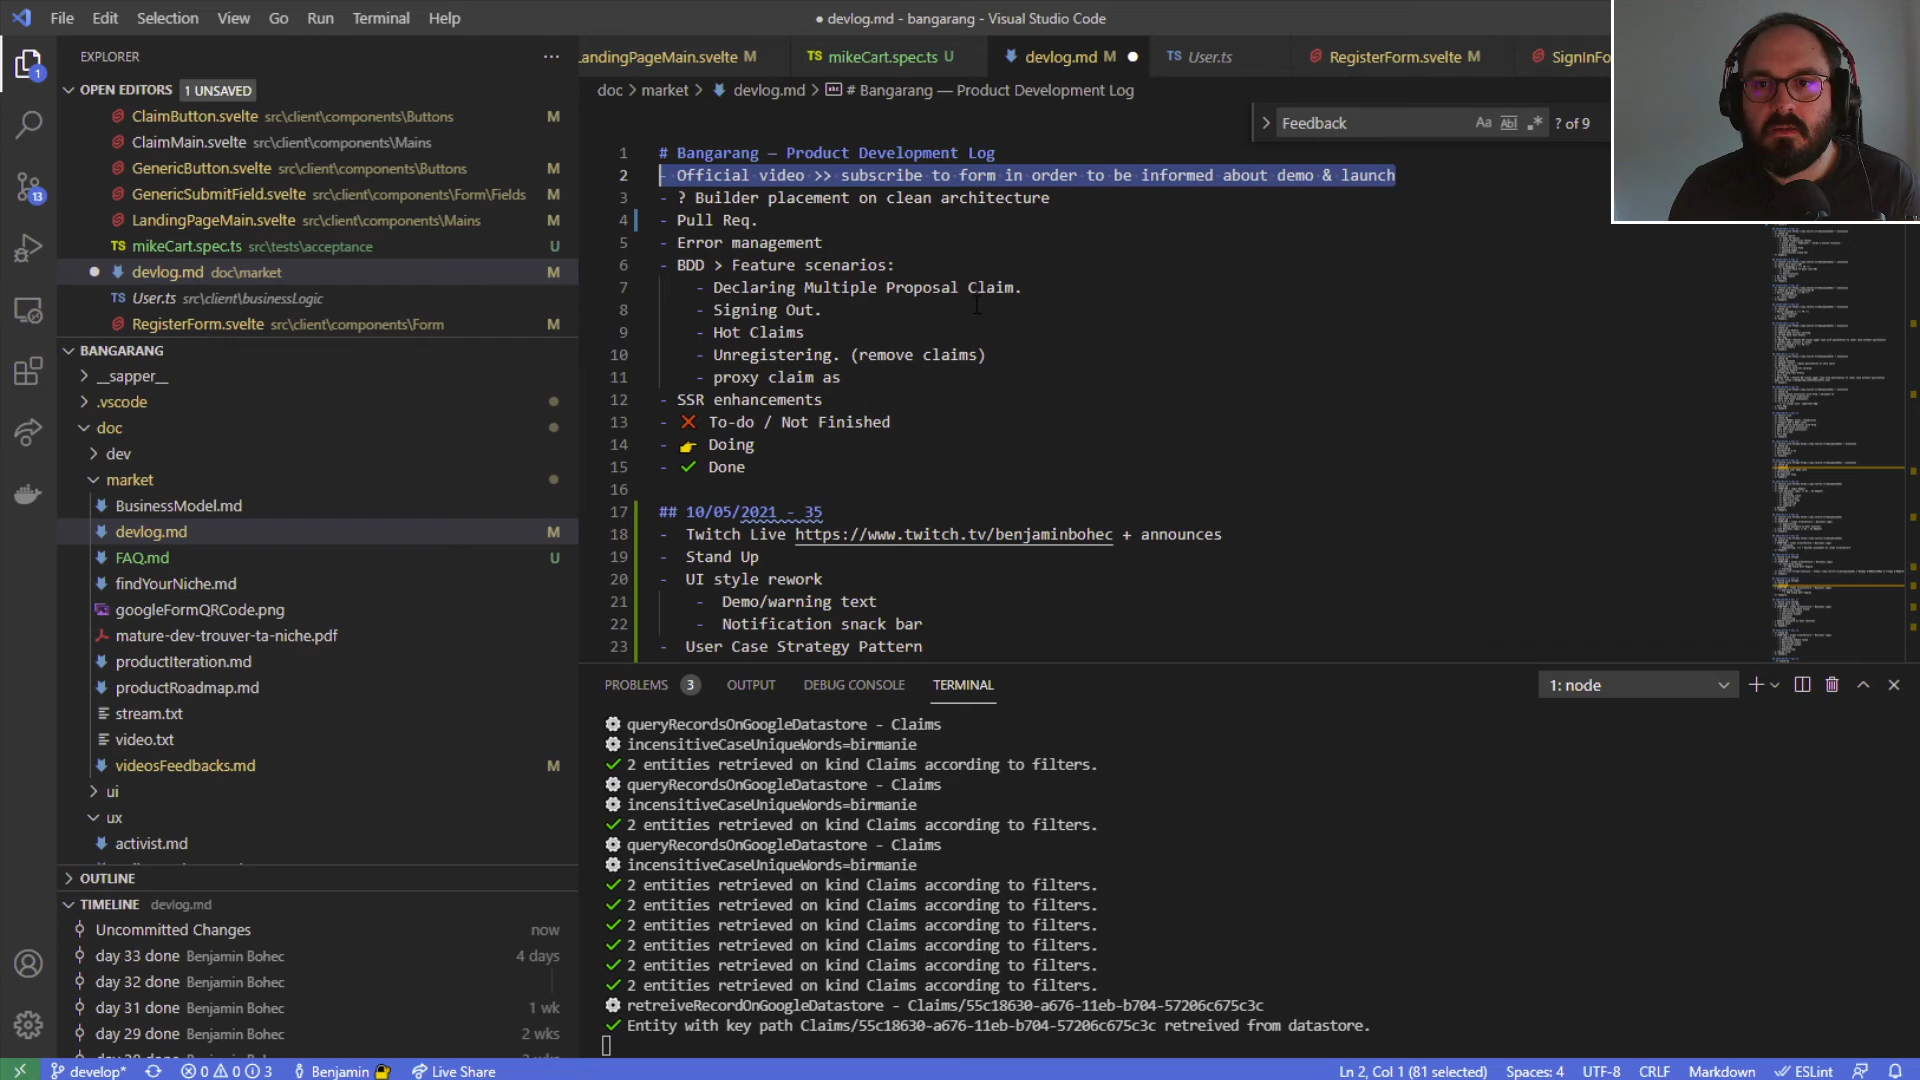 File Edit Selection View Go Run Terminal Help
● devlog.md - bangarang - Visual Studio Code
EXPLORER
OPEN EDITORS 1 UNSAVED
ClaimButton.svelte src\client\components\Buttons M
ClaimMain.svelte src\client\components\Mains
GenericButton.svelte src\client\components\Buttons M
GenericSubmitField.svelte src\client\components\Form\Fields M
LandingPageMain.svelte src\client\components\Mains M
TS mikeCart.spec.ts src\tests\acceptance U
devlog.md doc\market M
TS User.ts src\client\businessLogic
RegisterForm.svelte src\client\components\Form M
BANGARANG
__sapper__
.vscode
doc
dev
market
BusinessModel.md
devlog.md M
FAQ.md U
findYourNiche.md
googleFormQRCode.png
mature-dev-trouver-ta-niche.pdf
productIteration.md
productRoadmap.md
stream.txt
video.txt
videosFeedbacks.md M
ui
ux
activist.md
OUTLINE
TIMELINE devlog.md
Uncommitted Changes now
day 33 done Benjamin Bohec 4 days
day 32 done Benjamin Bohec
day 31 done Benjamin Bohec 1 wk
day 29 done Benjamin Bohec 2 wks
LandingPageMain.svelte M
TS mikeCart.spec.ts U
devlog.md M
TS User.ts
RegisterForm.svelte M
SignInFo
doc > market > devlog.md > # Bangarang — Product Development Log
Feedback Aa Abl .* ? of 9
1 # Bangarang — Product Development Log
2 - Official video >> subscribe to form in order to be informed about demo & launch
3 - ? Builder placement on clean architecture
4 - Pull Req.
5 - Error management
6 - BDD > Feature scenarios:
7 - Declaring Multiple Proposal Claim.
8 - Signing Out.
9 - Hot Claims
10 - Unregistering. (remove claims)
11 - proxy claim as
12 - SSR enhancements
13 - ❌ To-do / Not Finished
14 - 👉 Doing
15 - ✔ Done
16
17 ## 10/05/2021 - 35
18 - Twitch Live https://www.twitch.tv/benjaminbohec + announces
19 - Stand Up
20 - UI style rework
21 - Demo/warning text
22 - Notification snack bar
23 - User Case Strategy Pattern
PROBLEMS 3 OUTPUT DEBUG CONSOLE TERMINAL
1: node
queryRecordsOnGoogleDatastore - Claims
incensitiveCaseUniqueWords=birmanie
✔ 2 entities retrieved on kind Claims according to filters.
queryRecordsOnGoogleDatastore - Claims
incensitiveCaseUniqueWords=birmanie
✔ 2 entities retrieved on kind Claims according to filters.
queryRecordsOnGoogleDatastore - Claims
incensitiveCaseUniqueWords=birmanie
✔ 2 entities retrieved on kind Claims according to filters.
✔ 2 entities retrieved on kind Claims according to filters.
✔ 2 entities retrieved on kind Claims according to filters.
✔ 2 entities retrieved on kind Claims according to filters.
✔ 2 entities retrieved on kind Claims according to filters.
✔ 2 entities retrieved on kind Claims according to filters.
retreiveRecordOnGoogleDatastore - Claims/55c18630-a676-11eb-b704-57206c675c3c
✔ Entity with key path Claims/55c18630-a676-11eb-b704-57206c675c3c retreived from datastore.
1
13
develop* 0 0 3 Benjamin Live Share
Ln 2, Col 1 (81 selected) Spaces: 4 UTF-8 CRLF Markdown ESLint